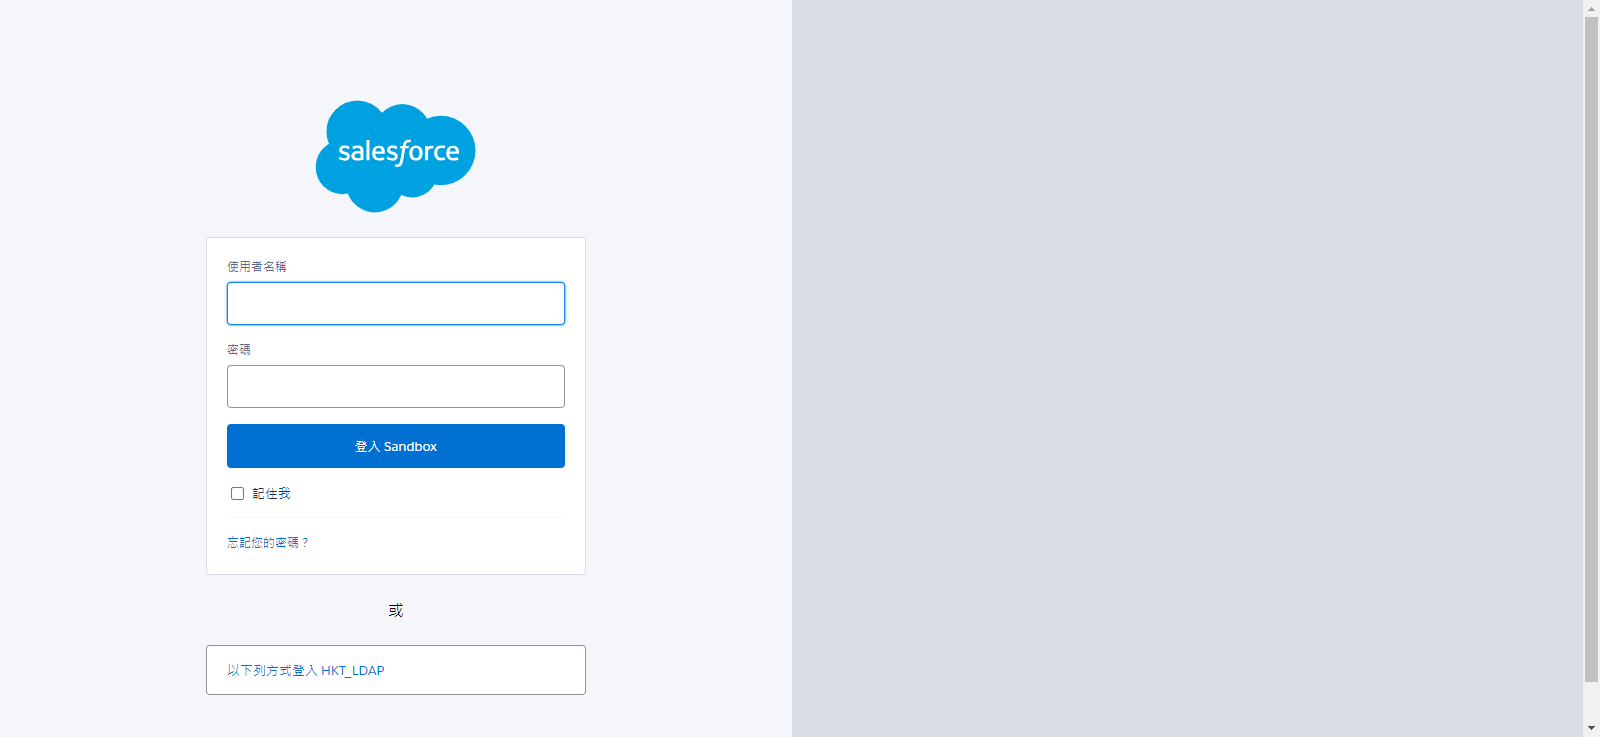 salesforce
使用者名稱
密碼
登入 Sandbox
記住我
忘記您的密碼？
或
以下列方式登入 HKT_LDAP